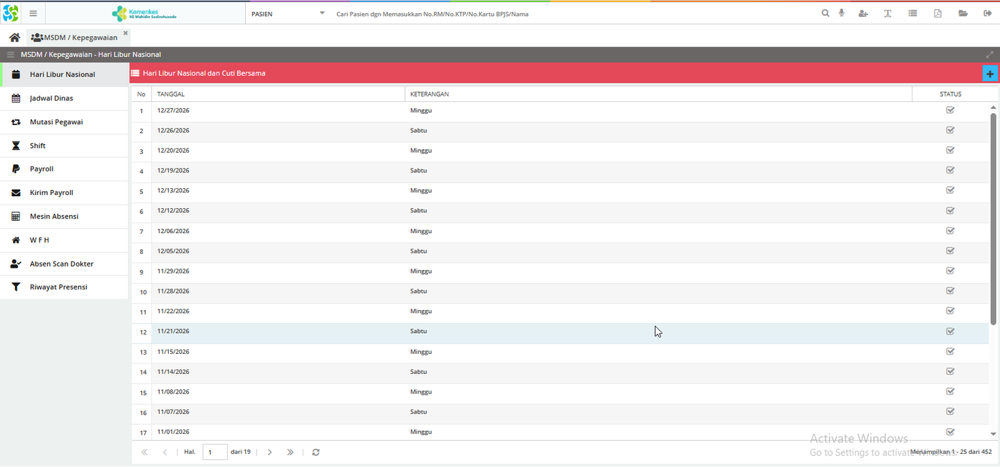 Kemenkes
RS Wahidin Sudirohusodo
PASIEN
Cari Pasien dgn Memasukkan No.RM/No.KTP/No.Kartu BPJS/Nama
MSDM / Kepegawaian
MSDM / Kepegawaian - Hari Libur Nasional
Hari Libur Nasional
Jadwal Dinas
Mutasi Pegawai
Shift
Payroll
Kirim Payroll
Mesin Absensi
W F H
Absen Scan Dokter
Riwayat Presensi
Hari Libur Nasional dan Cuti Bersama
No TANGGAL KETERANGAN STATUS
1 12/27/2026 Minggu
2 12/26/2026 Sabtu
3 12/20/2026 Minggu
4 12/19/2026 Sabtu
5 12/13/2026 Minggu
6 12/12/2026 Sabtu
7 12/06/2026 Minggu
8 12/05/2026 Sabtu
9 11/29/2026 Minggu
10 11/28/2026 Sabtu
11 11/22/2026 Minggu
12 11/21/2026 Sabtu
13 11/15/2026 Minggu
14 11/14/2026 Sabtu
15 11/08/2026 Minggu
16 11/07/2026 Sabtu
17 11/01/2026 Minggu
Hal. 1 dari 19
Menampilkan 1 - 25 dari 452
Activate Windows
Go to Settings to activate Windows.